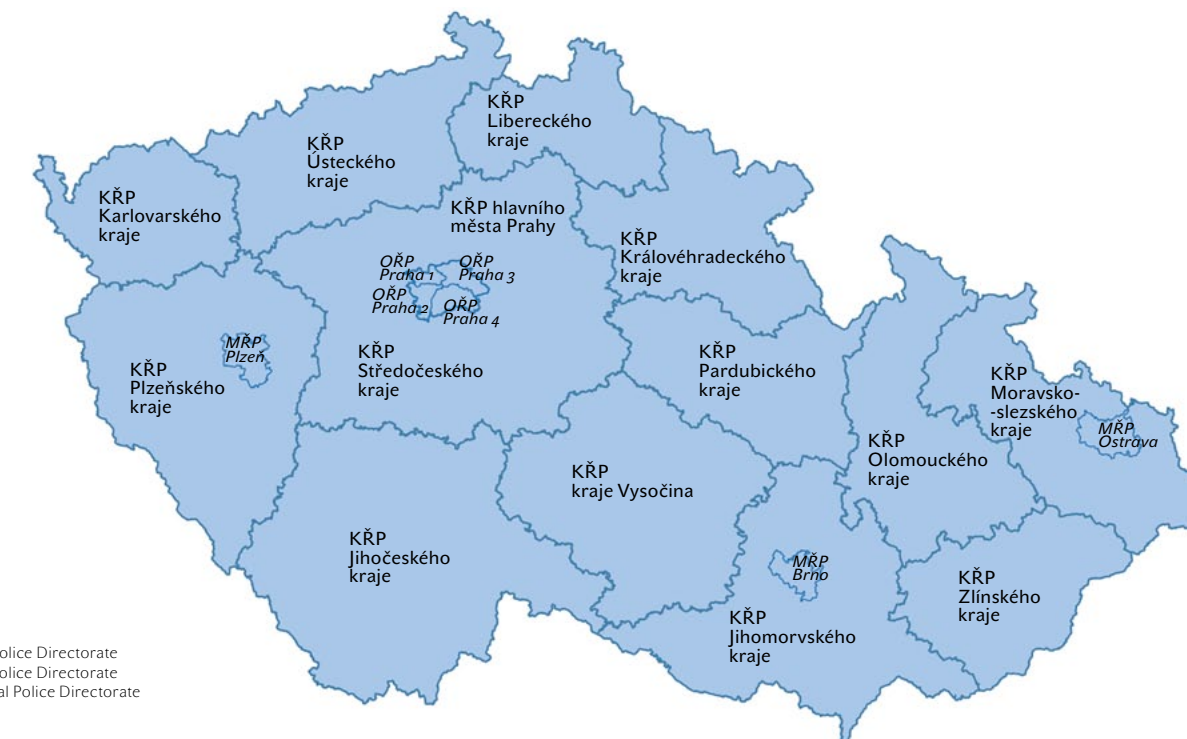 KŘP
Libereckého
kraje
KŘP
Ústeckého
kraje
KŘP
Karlovarského
kraje
KŘP hlavního
města Prahy
KŘP
Královéhradeckého
kraje
OŘP
Praha 1
OŘP
Praha 3
OŘP
Praha 2
OŘP
Praha 4
MŘP
Plzeň
KŘP
Plzeňského
kraje
KŘP
Středočeského
kraje
KŘP
Pardubického
kraje
KŘP
Moravsko-
-slezského
kraje
MŘP
Ostrava
KŘP
Olomouckého
kraje
KŘP
kraje Vysočina
KŘP
Jihočeského
kraje
MŘP
Brno
KŘP
Zlínského
kraje
KŘP
Jihomorvského
kraje
olice Directorate
olice Directorate
al Police Directorate